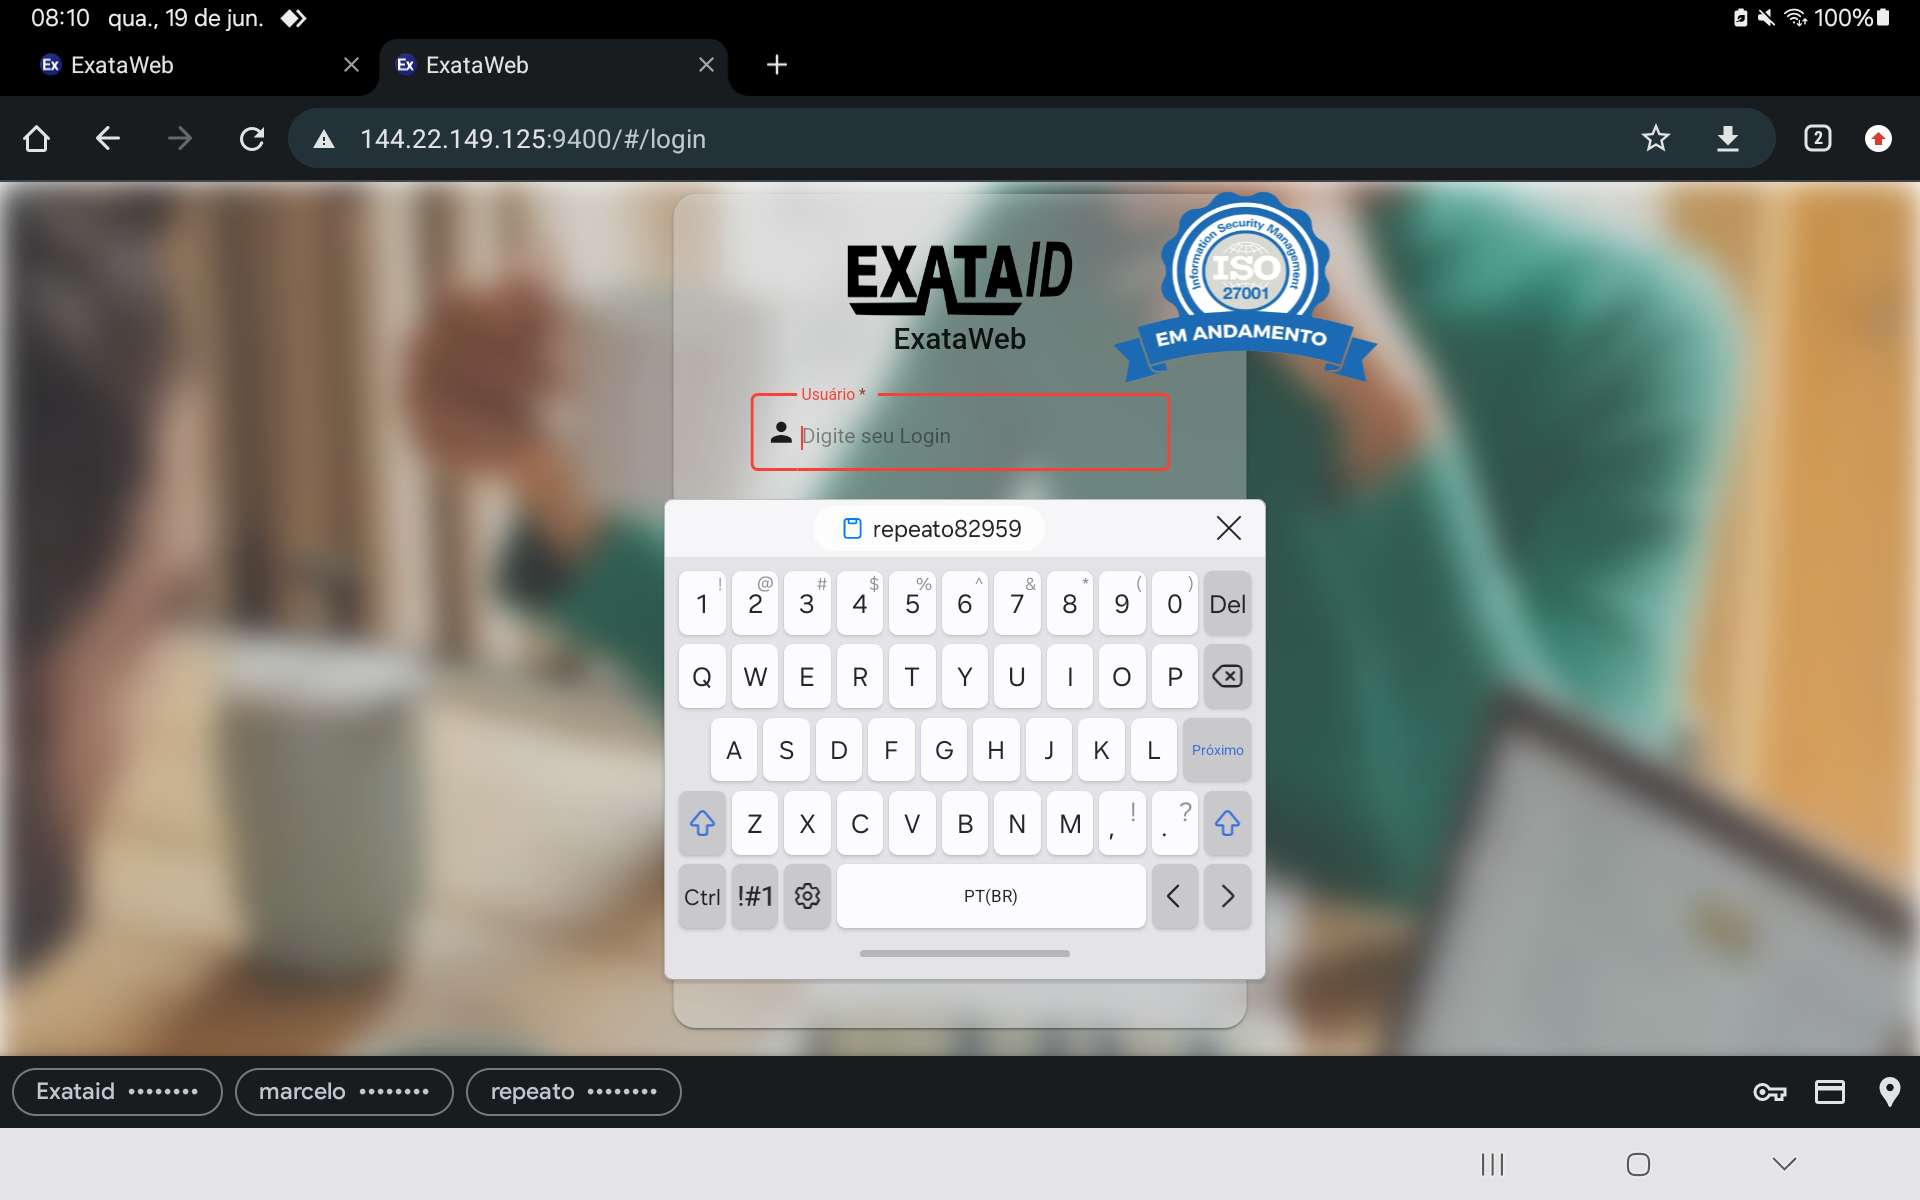 08:10 qua., 19 de jun. 100%
Ex ExataWeb
Ex ExataWeb
144.22.149.125:9400/#/login
2
EXATAID
ExataWeb
Information Security Management
ISO
27001
EM ANDAMENTO
Usuário *
Digite seu Login
repeato82959
1 ! 2 @ 3 # 4 $ 5 % 6 ^ 7 & 8 * 9 ( 0 ) Del
Q W E R T Y U I O P
A S D F G H J K L Próximo
Z X C V B N M , ! . ?
Ctrl !#1 PT(BR) < >
Exataid •••••••• marcelo •••••••• repeato ••••••••